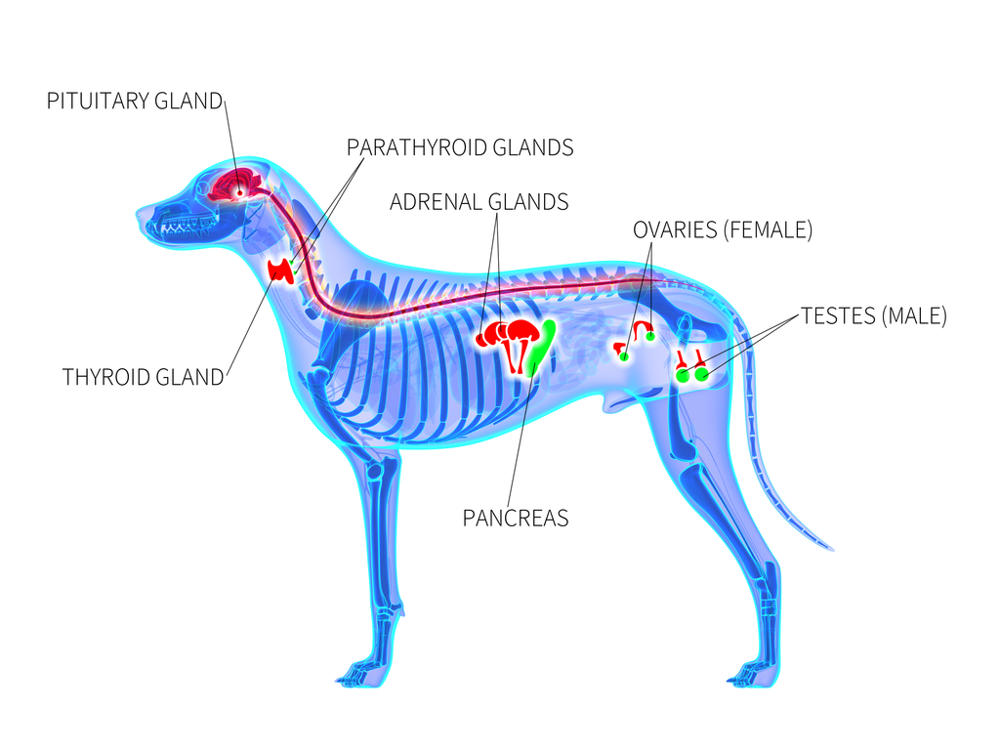 PITUITARY GLAND
PARATHYROID GLANDS
ADRENAL GLANDS
OVARIES (FEMALE)
TESTES (MALE)
THYROID GLAND
PANCREAS